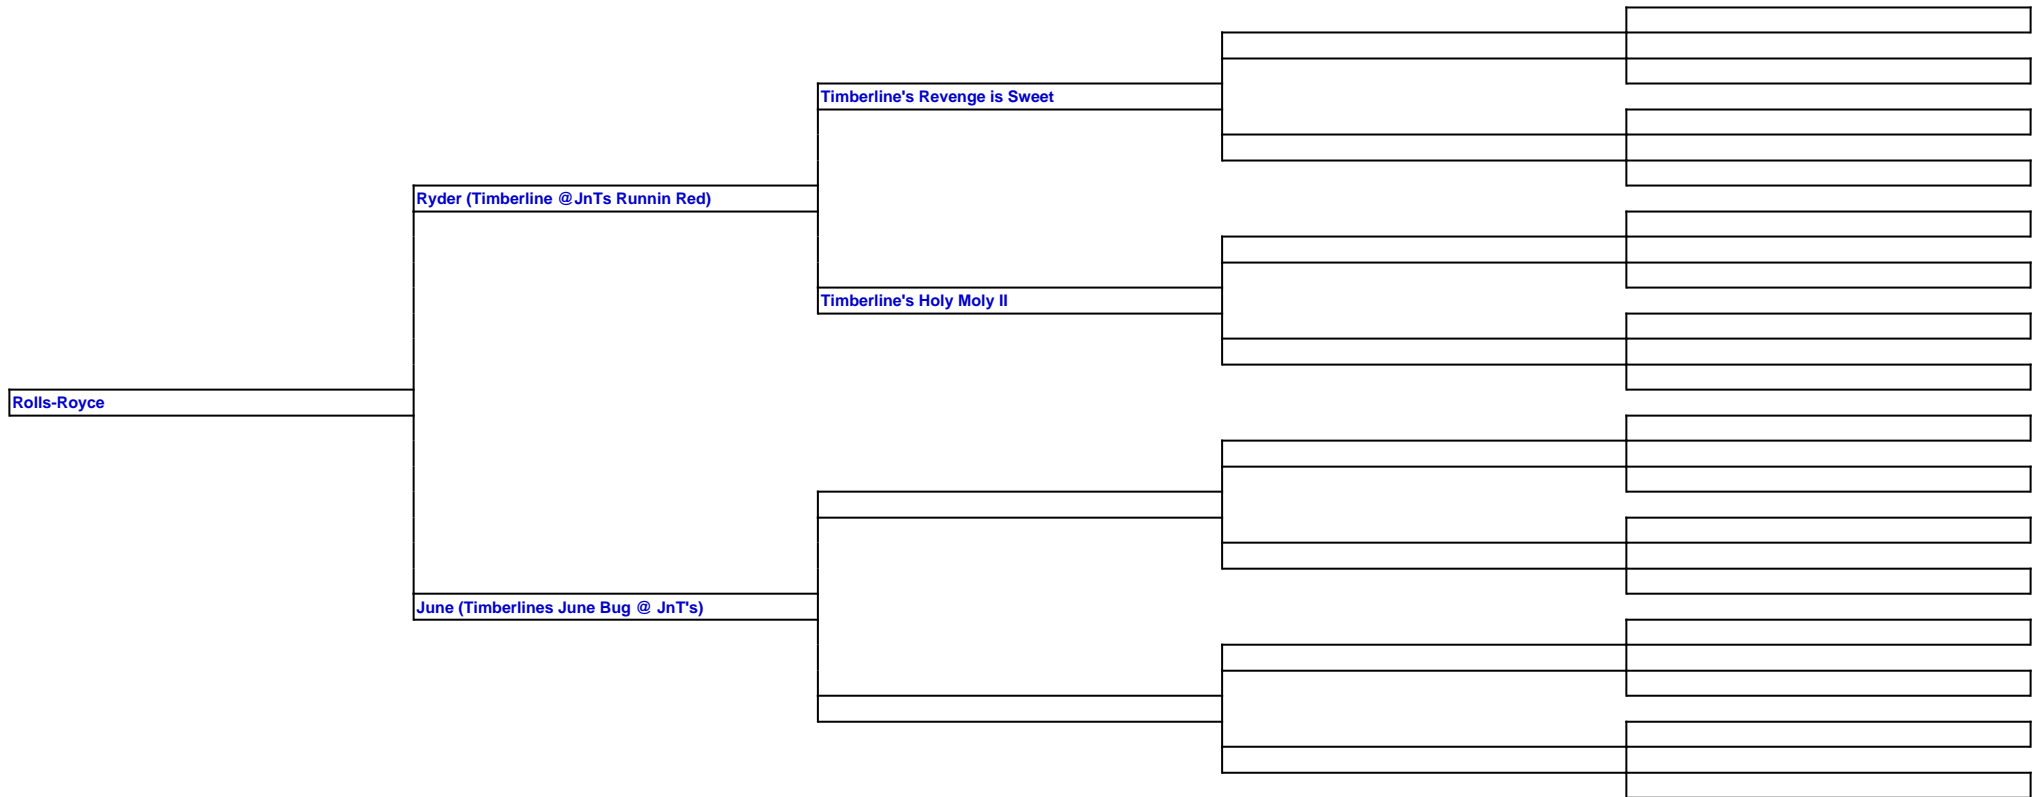 Timberline's Revenge is Sweet
Ryder (Timberline @JnTs Runnin Red)
Timberline's Holy Moly II
Rolls-Royce
June (Timberlines June Bug @ JnT's)